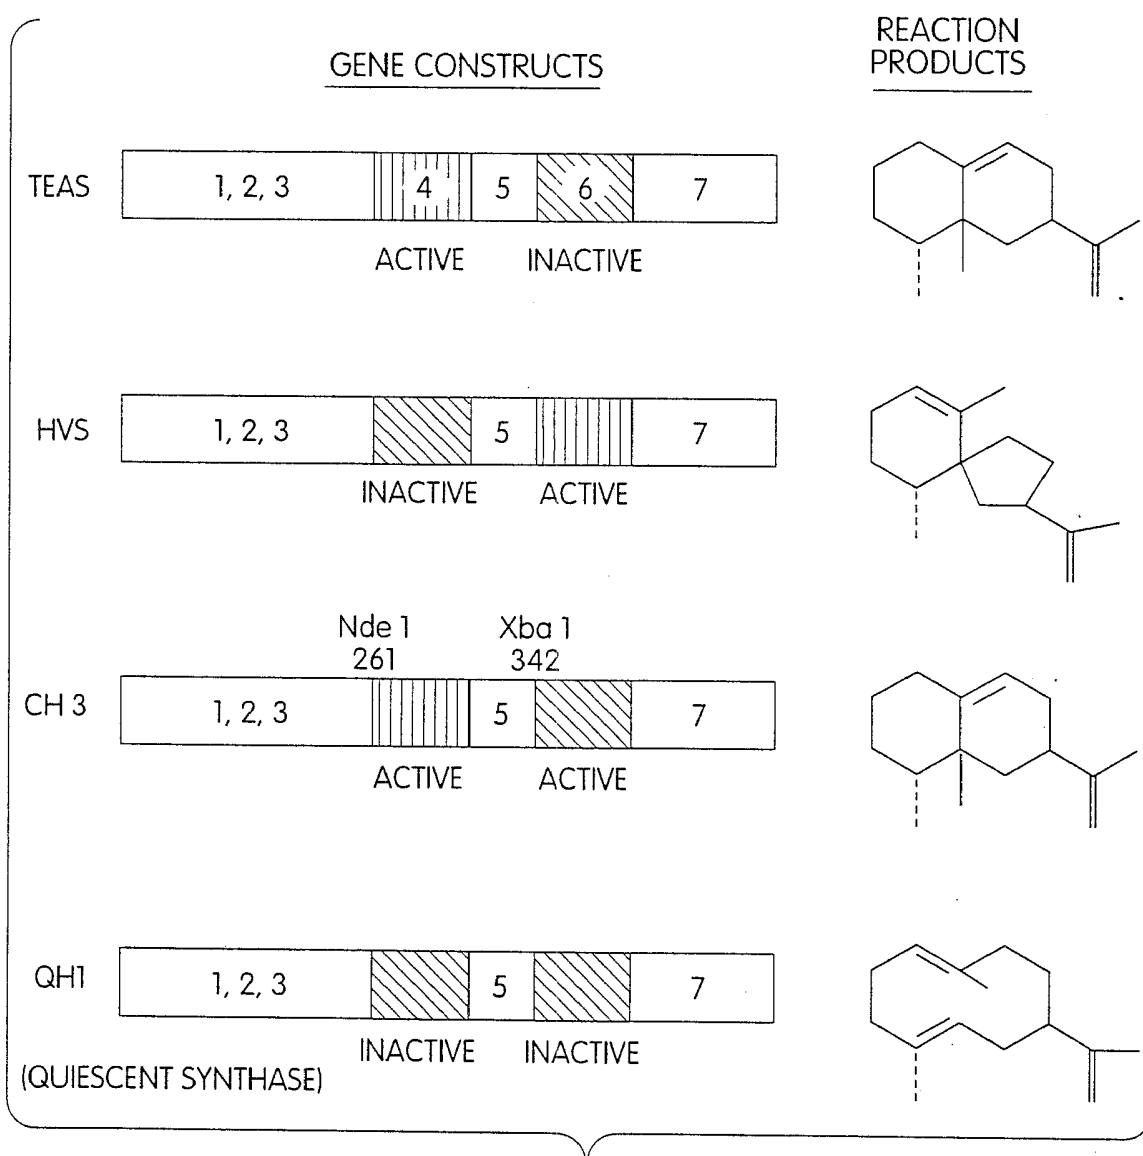 GENE CONSTRUCTS
REACTION
PRODUCTS
TEAS
1, 2, 3
4
5
6
7
ACTIVE
INACTIVE
HVS
1, 2, 3
5
7
INACTIVE
ACTIVE
Nde 1
261
Xba 1
342
CH 3
1, 2, 3
5
7
ACTIVE
ACTIVE
QH1
1, 2, 3
5
7
INACTIVE
INACTIVE
(QUIESCENT SYNTHASE)